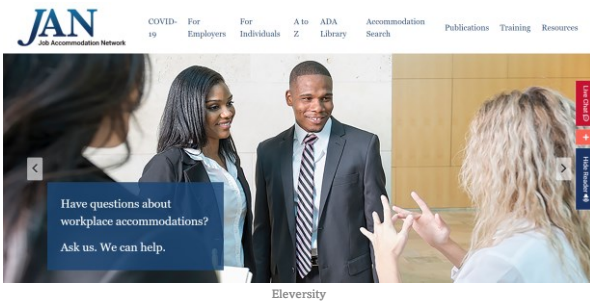 JAN
Job Accommodation Network
COVID-
19
For
Employers
For
Individuals
A to
Z
ADA
Library
Accommodation
Search
Publications
Training
Resources
Live Chat
Hide Reader
Have questions about
workplace accommodations?
Ask us. We can help.
Eleversity